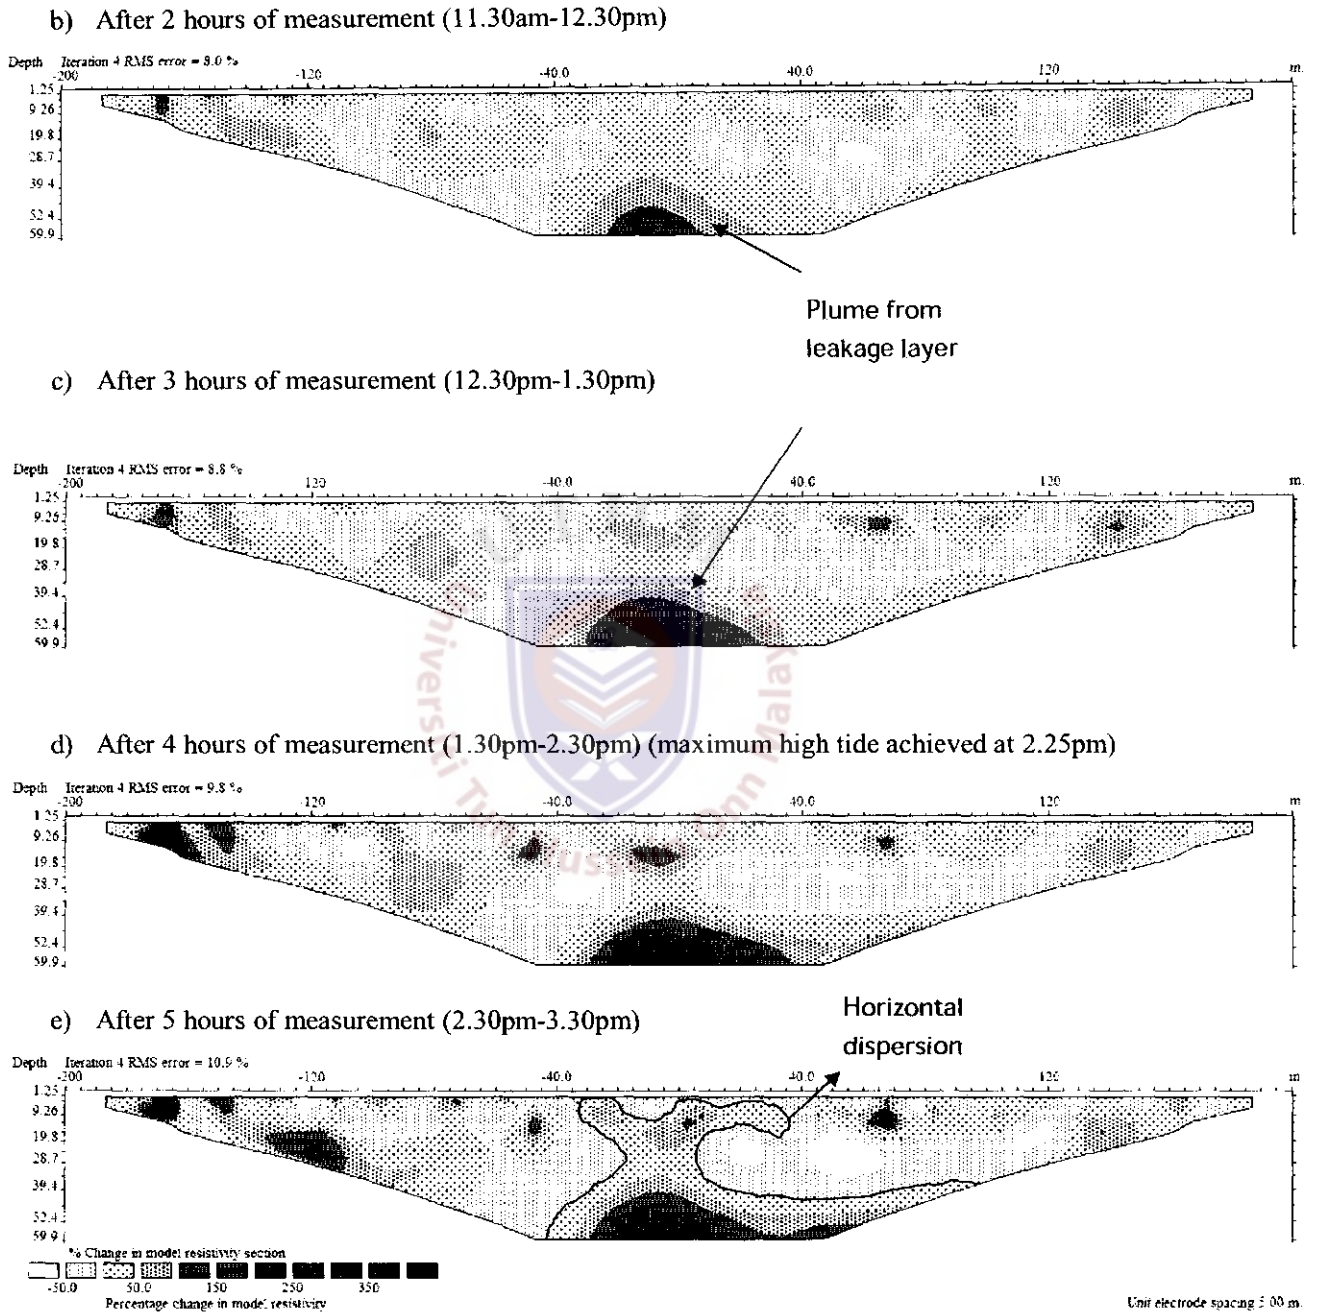 b) After 2 hours of measurement (11.30am-12.30pm)
Depth Iteration 4 RMS error = 8.0 %
-200 -120 -40.0 40.0 120 m.
1.25
9.26
19.8
28.7
39.4
52.4
59.9
Plume from
leakage layer
c) After 3 hours of measurement (12.30pm-1.30pm)
Depth Iteration 4 RMS error = 8.8 %
-200 120 -40.0 40.0 120 m.
1.25
9.26
19.8
28.7
39.4
52.4
59.9
Universiti Tun Hussein Onn Malaysia
d) After 4 hours of measurement (1.30pm-2.30pm) (maximum high tide achieved at 2.25pm)
Depth Iteration 4 RMS error = 9.8 %
-200 -120 -40.0 40.0 120 m
1.25
9.26
19.8
28.7
39.4
52.4
59.9
Horizontal
dispersion
e) After 5 hours of measurement (2.30pm-3.30pm)
Depth Iteration 4 RMS error = 10.9 %
-200 -120 -40.0 40.0 120 m
1.25
9.26
19.8
28.7
39.4
52.4
59.9
% Change in model resistivity section
-50.0 50.0 150 250 350
Percentage change in model resistivity
Unit electrode spacing 5.00 m.